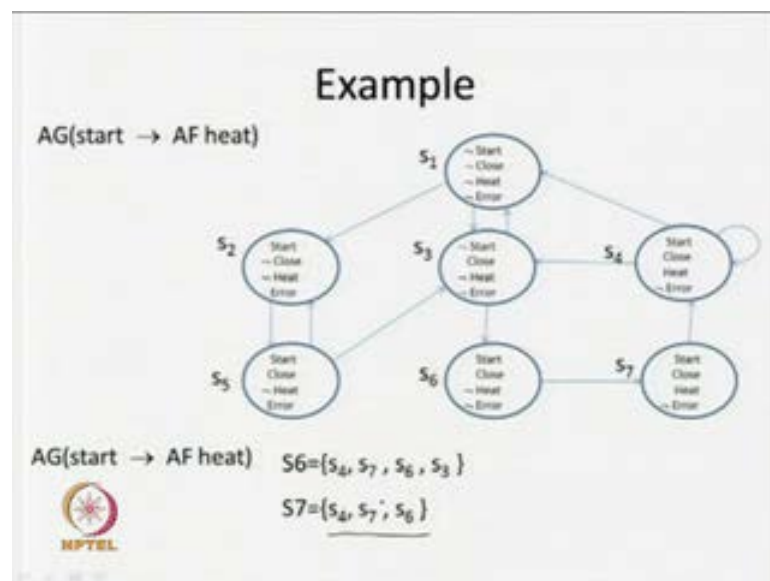 Example
AG(start → AF heat)
S₁
¬ Start
¬ Close
¬ Heat
¬ Error
S₂
Start
¬ Close
¬ Heat
Error
S₃
¬ Start
Close
¬ Heat
¬ Error
S₄
Start
Close
Heat
¬ Error
S₅
Start
Close
¬ Heat
Error
S₆
Start
Close
¬ Heat
¬ Error
S₇
Start
Close
Heat
¬ Error
AG(start → AF heat) S6={s₄, s₇ , s₆ , s₃ }
S7={s₄, s₇, s₆ }
NPTEL